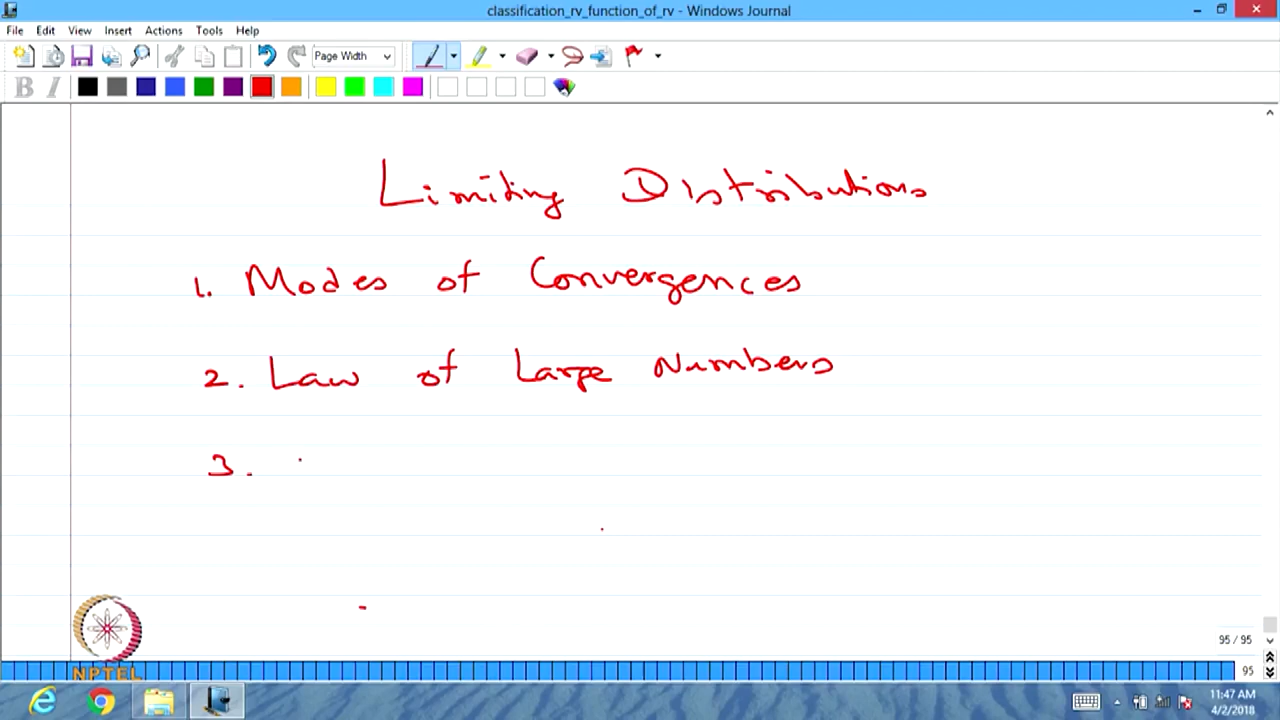 classification_rv_function_of_rv - Windows Journal
File Edit View Insert Actions Tools Help
Page Width
B I
Limiting Distributions
1. Modes of Convergences
2. Law of Large Numbers
3.
95 / 95
NPTEL
95
11:47 AM
4/2/2018